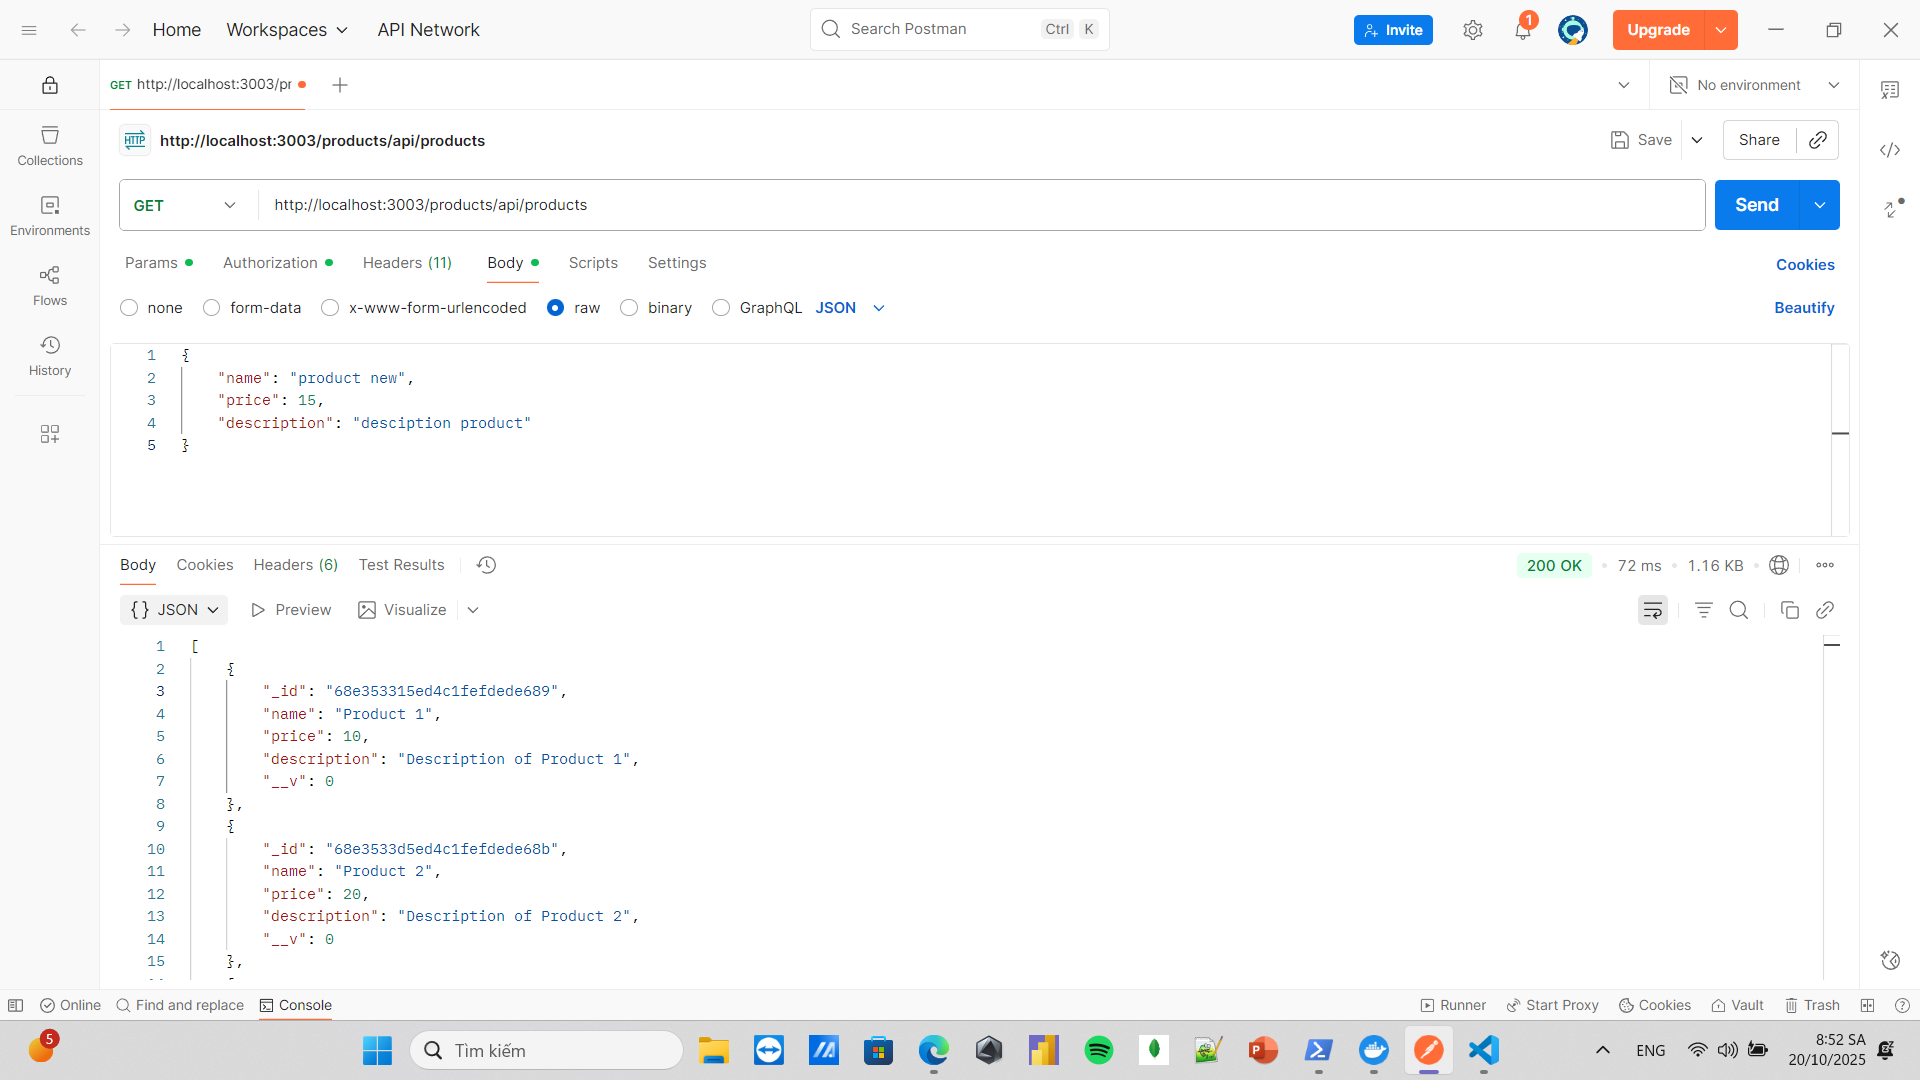 Home Workspaces API Network Search Postman Ctrl K Invite 1 Upgrade
GET http://localhost:3003/pr No environment
HTTP http://localhost:3003/products/api/products Save Share
GET http://localhost:3003/products/api/products Send
Params Authorization Headers (11) Body Scripts Settings Cookies
none form-data x-www-form-urlencoded raw binary GraphQL JSON Beautify
Collections
Environments
Flows
History
1 {
2 "name": "product new",
3 "price": 15,
4 "description": "desciption product"
5 }
Body Cookies Headers (6) Test Results 200 OK 72 ms 1.16 KB
{} JSON Preview Visualize
1 [
2 {
3 "_id": "68e353315ed4c1fefdede689",
4 "name": "Product 1",
5 "price": 10,
6 "description": "Description of Product 1",
7 "__v": 0
8 },
9 {
10 "_id": "68e3533d5ed4c1fefdede68b",
11 "name": "Product 2",
12 "price": 20,
13 "description": "Description of Product 2",
14 "__v": 0
15 },
Online Find and replace Console Runner Start Proxy Cookies Vault Trash
5 Tìm kiếm ENG 8:52 SA
20/10/2025